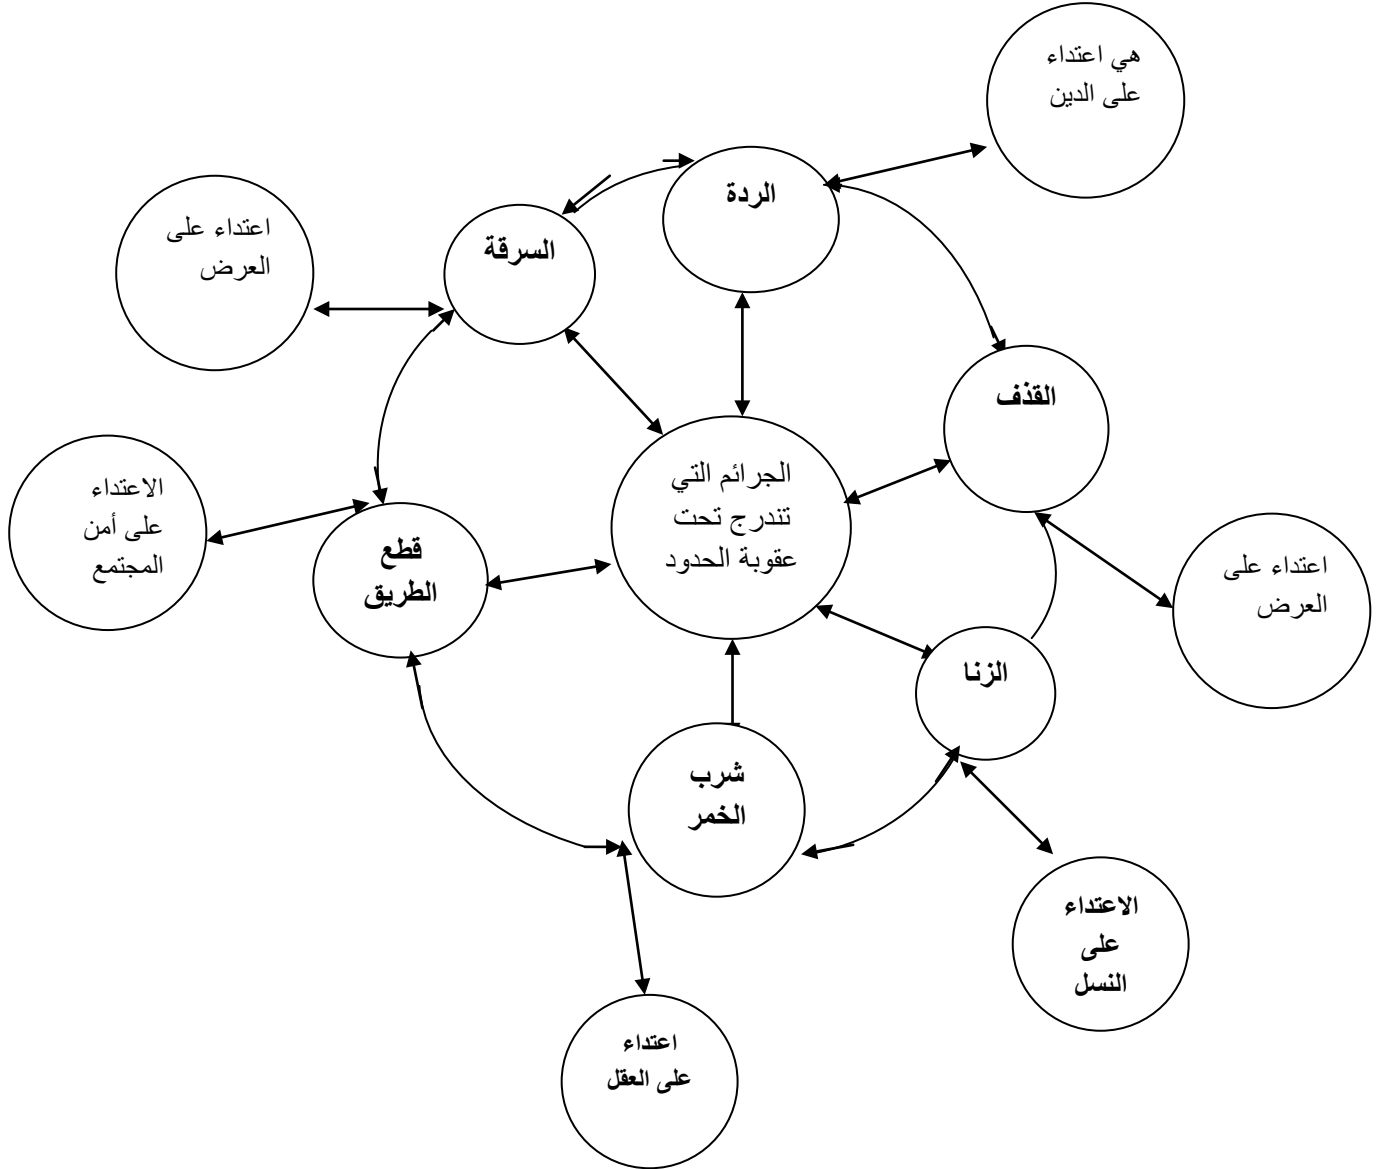 هي اعتداء
على الدين
الردة
اعتداء على
العرض
السرقة
القذف
الجرائم التي
تندرج تحت
عقوبة الحدود
الاعتداء
على أمن
المجتمع
قطع
الطريق
اعتداء على
العرض
الزنا
شرب
الخمر
الاعتداء
على
النسل
اعتداء
على العقل